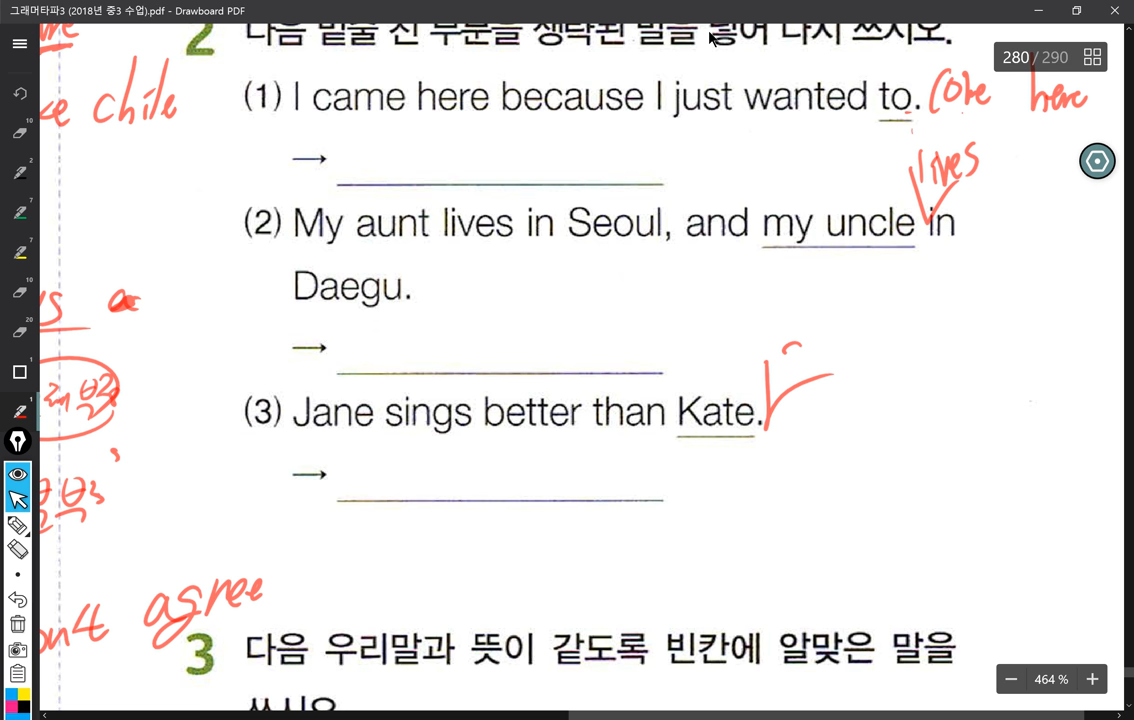 그래머타파3 (2018년 중3 수업).pdf - Drawboard PDF
2 다음 밑줄 친 부분을 생략된 말을 넣어 다시 쓰시오.
280 / 290
(1) I came here because I just wanted to. come here
→
lives
(2) My aunt lives in Seoul, and my uncle in
Daegu.
→
(3) Jane sings better than Kate.
→
agree
3 다음 우리말과 뜻이 같도록 빈칸에 알맞은 말을
쓰시오
464 %